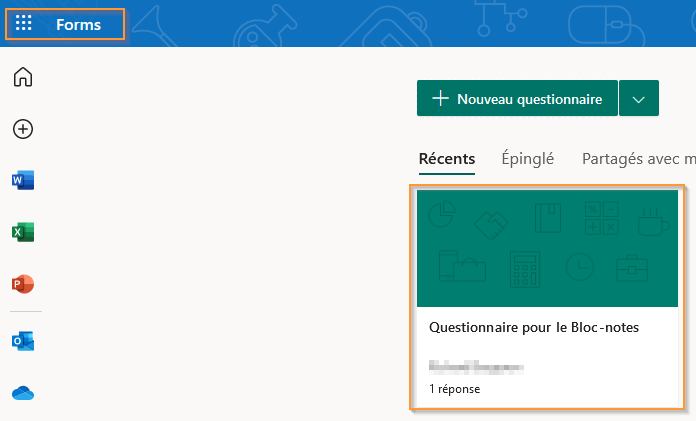 Forms
Nouveau questionnaire
Récents
Épinglé
Partagés avec m
Questionnaire pour le Bloc-notes
1 réponse